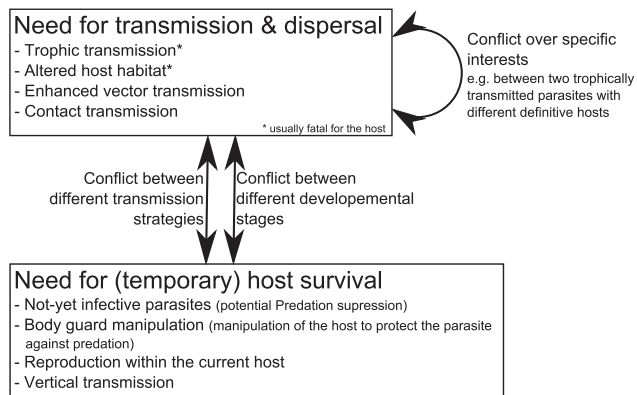 Need for transmission & dispersal
- Trophic transmission*
- Altered host habitat*
- Enhanced vector transmission
- Contact transmission
* usually fatal for the host
Conflict over specific
interests
e.g. between two trophically
transmitted parasites with
different definitive hosts
Conflict between
different transmission
strategies
Conflict between
different developemental
stages
Need for (temporary) host survival
- Not-yet infective parasites (potential Predation supression)
- Body guard manipulation (manipulation of the host to protect the parasite
against predation)
- Reproduction within the current host
- Vertical transmission